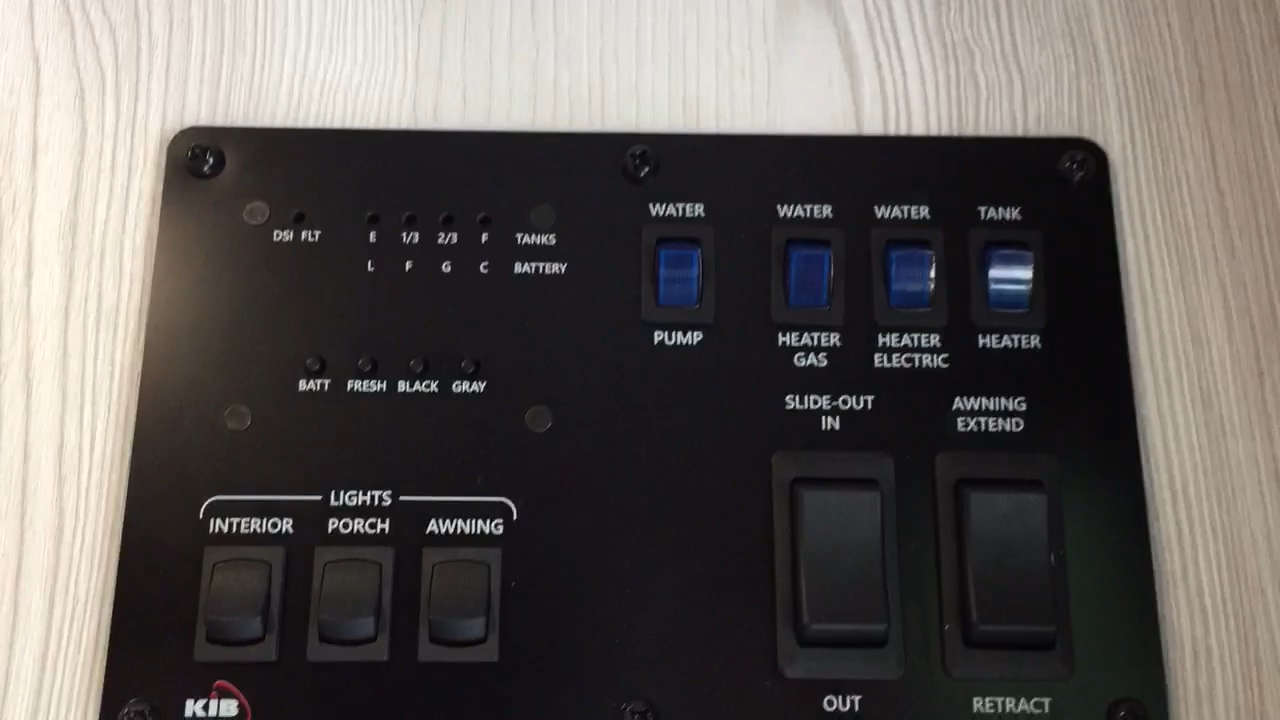 WATER WATER WATER TANK
DSI FLT E 1/3 2/3 F TANKS
L F G C BATTERY
PUMP HEATER GAS HEATER ELECTRIC HEATER
BATT FRESH BLACK GRAY
SLIDE-OUT IN AWNING EXTEND
LIGHTS
INTERIOR PORCH AWNING
KIB OUT RETRACT